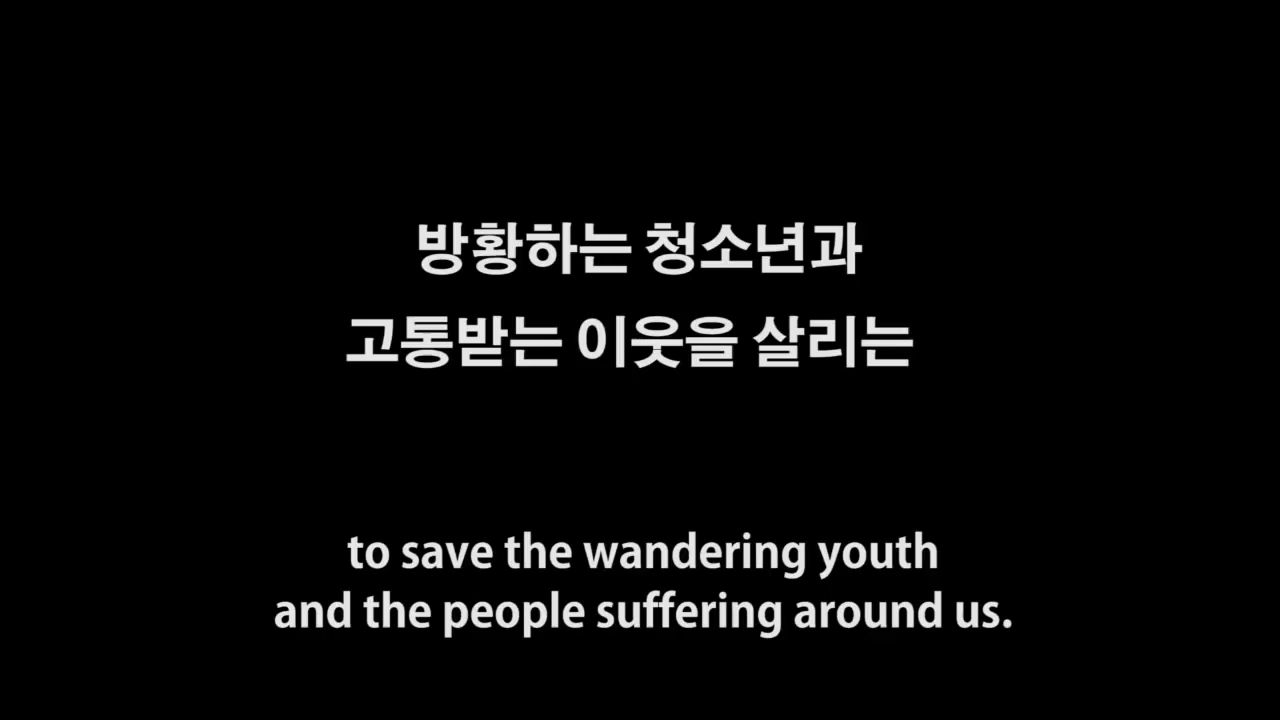 방황하는 청소년과
고통받는 이웃을 살리는
to save the wandering youth
and the people suffering around us.